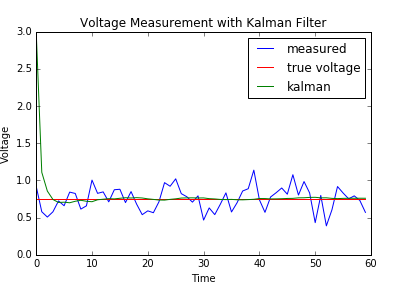 Voltage Measurement with Kalman Filter
3.0
2.5
2.0
1.5
1.0
0.5
0.0
Voltage
measured
true voltage
kalman
0
10
20
30
40
50
60
Time